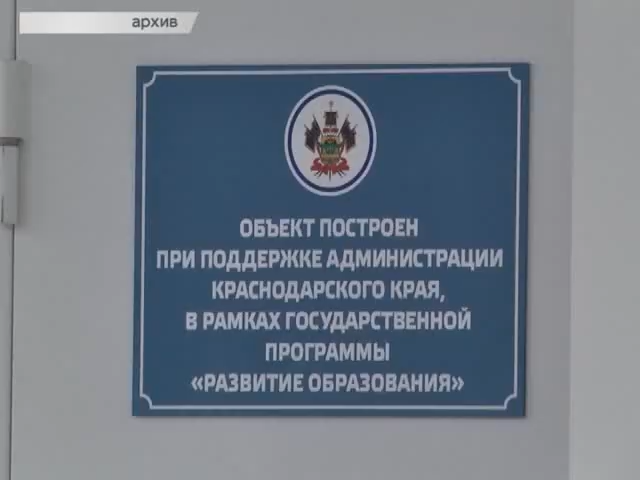 архив
ОБЪЕКТ ПОСТРОЕН
ПРИ ПОДДЕРЖКЕ АДМИНИСТРАЦИИ
КРАСНОДАРСКОГО КРАЯ,
В РАМКАХ ГОСУДАРСТВЕННОЙ
ПРОГРАММЫ
«РАЗВИТИЕ ОБРАЗОВАНИЯ»